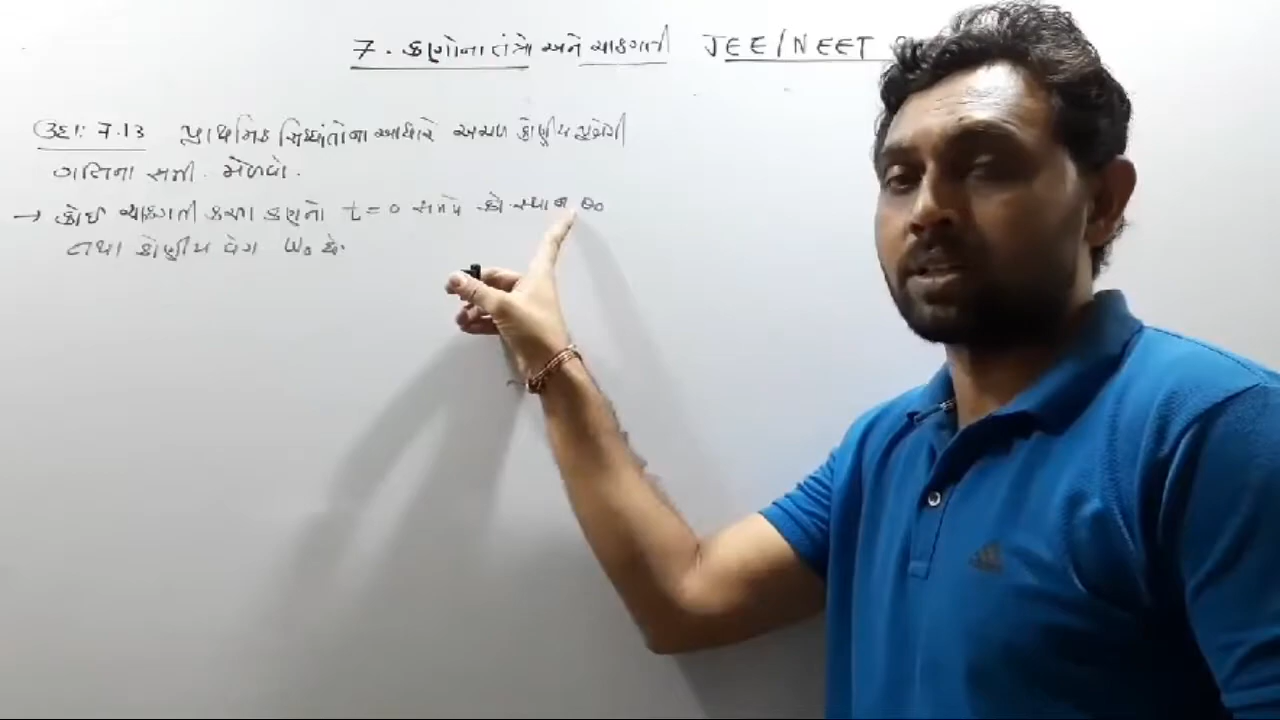 7. કણોના તંત્રો અને ચાકગતી JEE/NEET
ઉદા: 7.13 પ્રાથમિક સિધ્ધાંતોના આધારે અચળ કોણીય પ્રવેગી
ગતિના સમી. મેળવો.
→ કોઈ ચાકગતી કરતા કણનો t = 0 સમયે કો. સ્થાન θ₀
તથા કોણીય વેગ ω₀ છે.